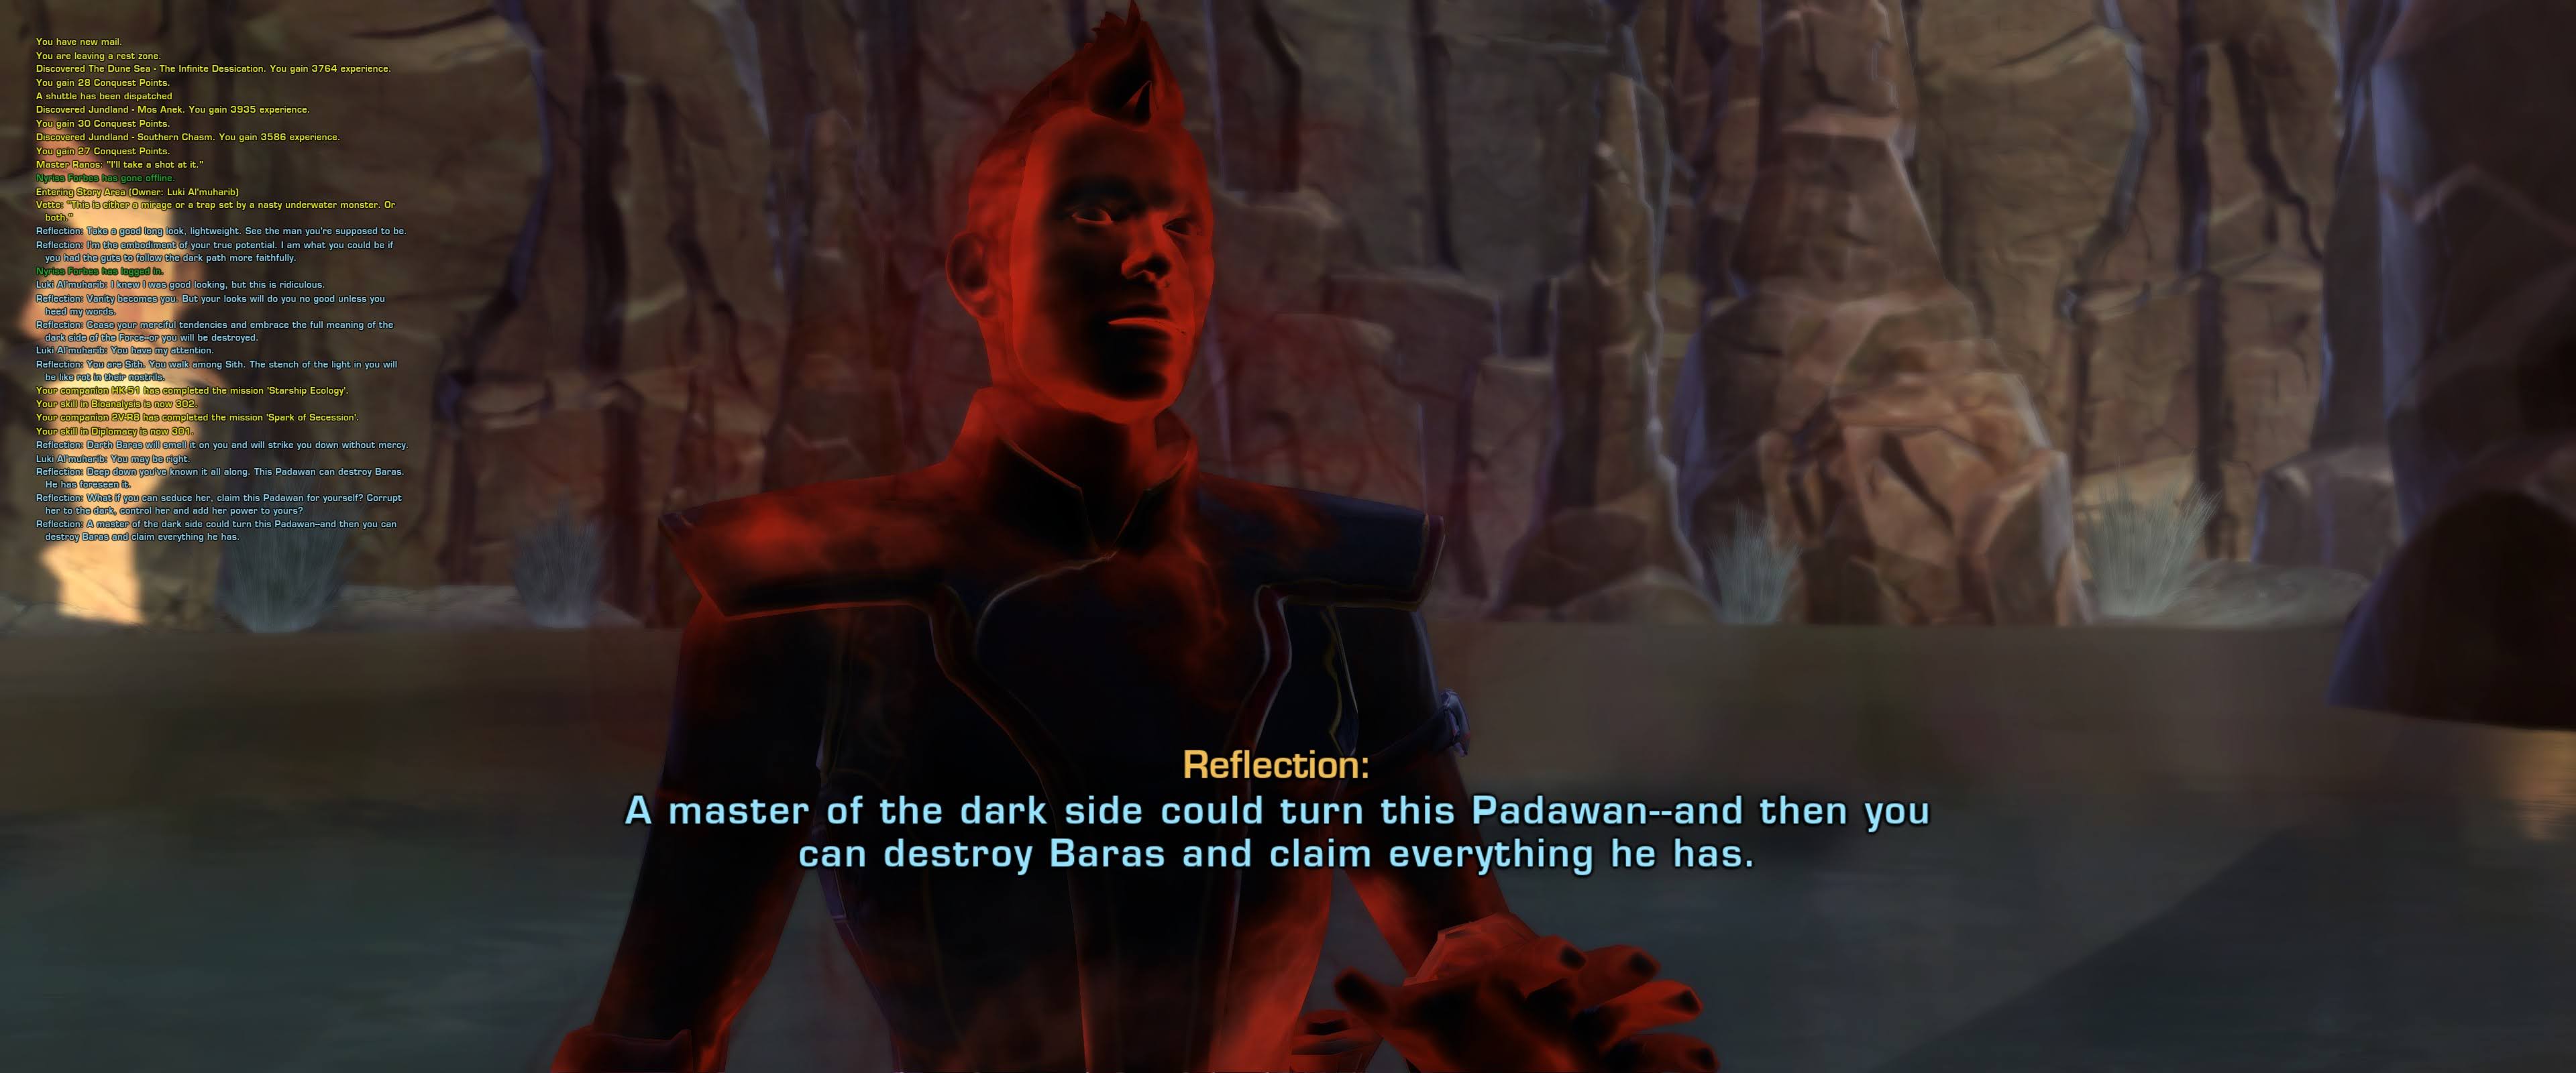 You have new mail.
You are leaving a rest zone.
Discovered The Dune Sea - The Infinite Dessication. You gain 3764 experience.
You gain 28 Conquest Points.
A shuttle has been dispatched
Discovered Jundland - Mos Anek. You gain 3935 experience.
You gain 30 Conquest Points.
Discovered Jundland - Southern Chasm. You gain 3586 experience.
You gain 27 Conquest Points.
Master Ranos: "I'll take a shot at it."
Nyriss Forbes has gone offline.
Entering Story Area (Owner: Luki Al'muharib)
Vette: "This is either a mirage or a trap set by a nasty underwater monster. Or
both."
Reflection: Take a good long look, lightweight. See the man you're supposed to be.
Reflection: I'm the embodiment of your true potential. I am what you could be if
you had the guts to follow the dark path more faithfully.
Nyriss Forbes has logged in.
Luki Al'muharib: I knew I was good looking, but this is ridiculous.
Reflection: Vanity becomes you. But your looks will do you no good unless you
heed my words.
Reflection: Cease your merciful tendencies and embrace the full meaning of the
dark side of the Force--or you will be destroyed.
Luki Al'muharib: You have my attention.
Reflection: You are Sith. You walk among Sith. The stench of the light in you will
be like rot in their nostrils.
Your companion HK-51 has completed the mission 'Starship Ecology'.
Your skill in Bioanalysis is now 302.
Your companion 2V-R8 has completed the mission 'Spark of Secession'.
Your skill in Diplomacy is now 301.
Reflection: Darth Baras will smell it on you and will strike you down without mercy.
Luki Al'muharib: You may be right.
Reflection: Deep down you've known it all along. This Padawan can destroy Baras.
He has foreseen it.
Reflection: What if you can seduce her, claim this Padawan for yourself? Corrupt
her to the dark, control her and add her power to yours?
Reflection: A master of the dark side could turn this Padawan--and then you can
destroy Baras and claim everything he has.
Reflection:
A master of the dark side could turn this Padawan--and then you
can destroy Baras and claim everything he has.